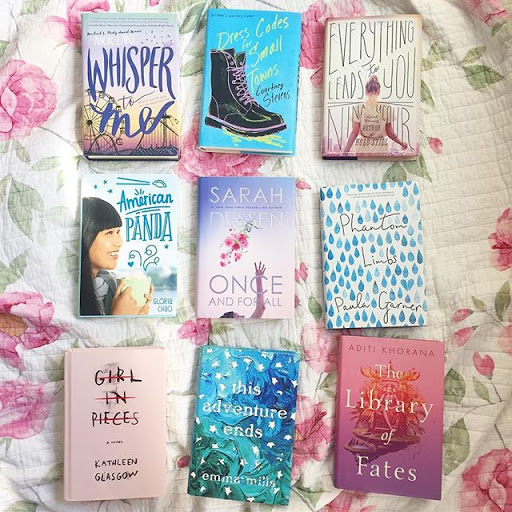 WHISPER
to
me
Dress Codes
for
Small
Towns
Courtney
Stevens
EVERYTHING
LEADS to
YOU
NINA
American
PANDA
GLORIA
CHAO
SARAH
DESSEN
ONCE
AND FOR ALL
Phantom
Limbs
Paula Garner
GIRL
IN
PIECES
A NOVEL
KATHLEEN
GLASGOW
this
adventure
ends
emma mills
ADITI KHORANA
The
Library
of
Fates